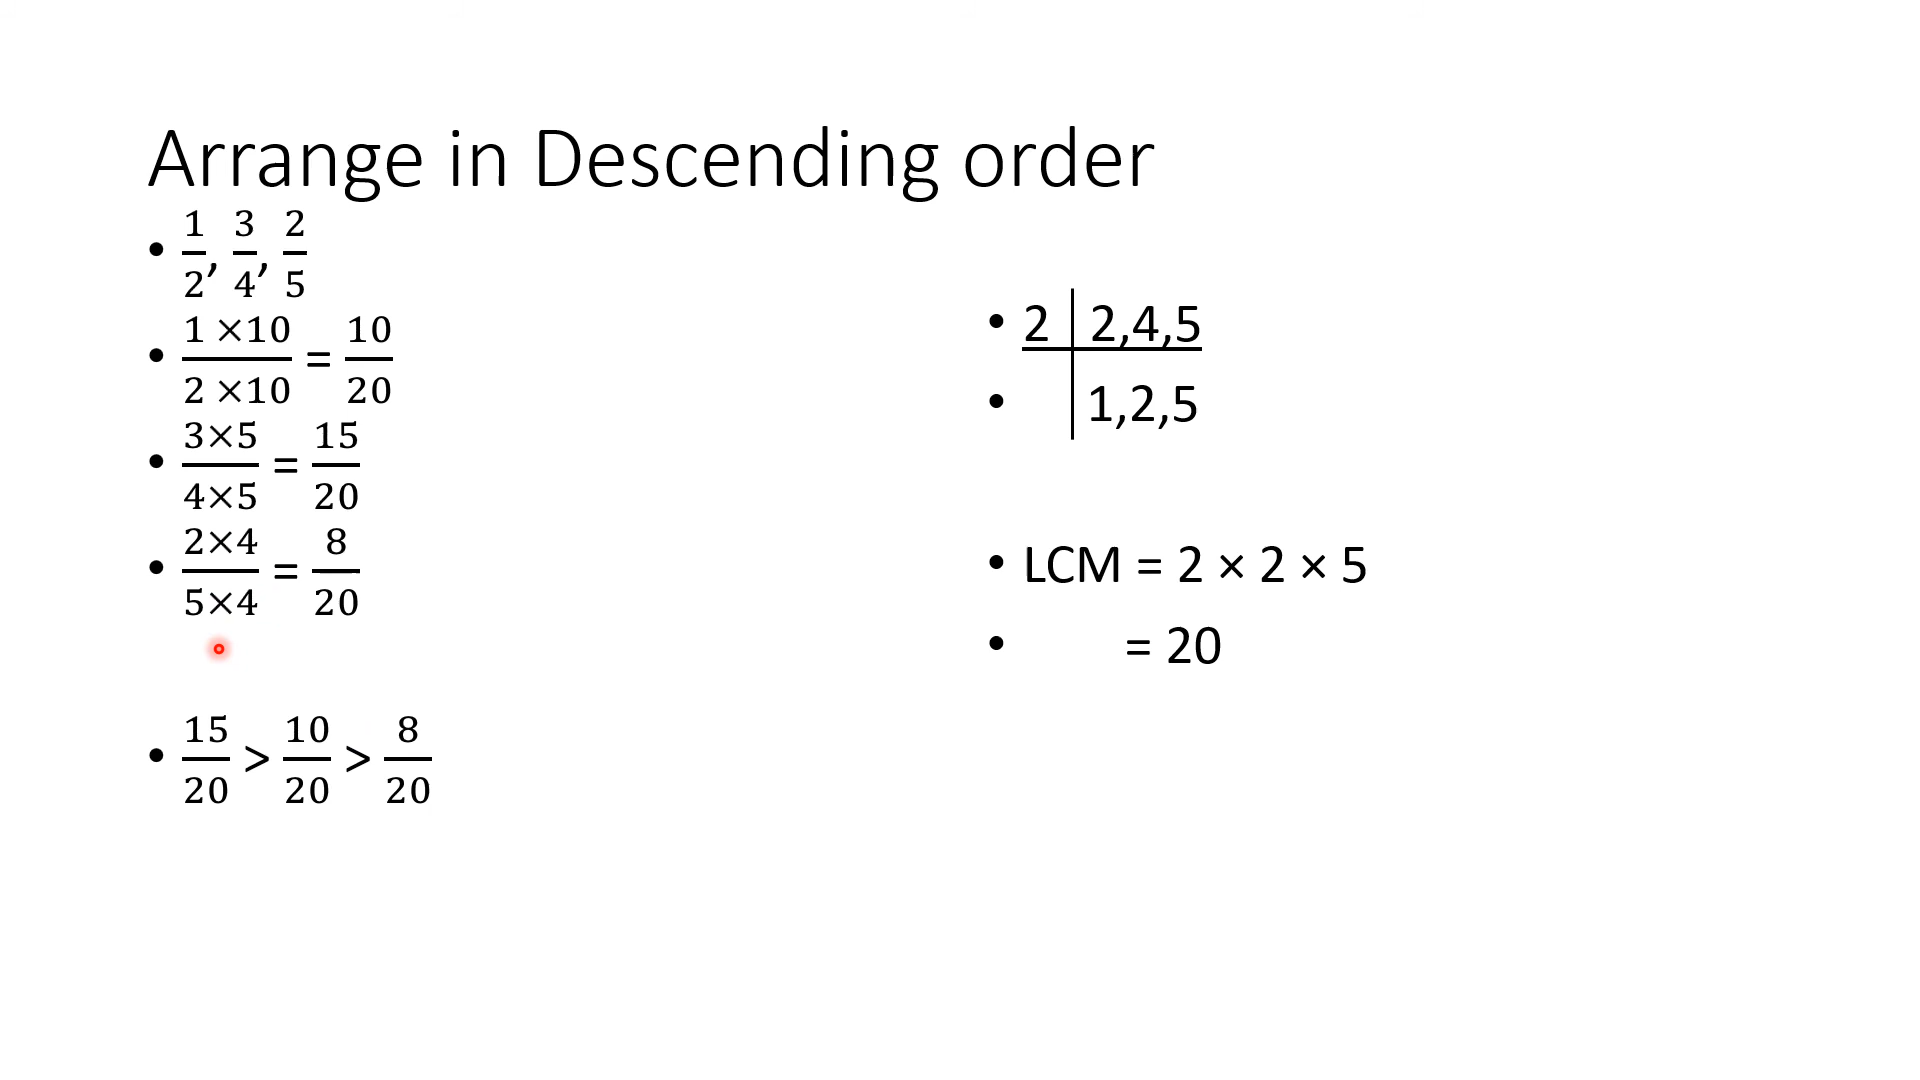 Arrange in Descending order
• 1/2, 3/4, 2/5
• 1 ×10/2 ×10 = 10/20
• 3×5/4×5 = 15/20
• 2×4/5×4 = 8/20
• 15/20 > 10/20 > 8/20
• 2 | 2,4,5
• | 1,2,5
• LCM = 2 × 2 × 5
• = 20